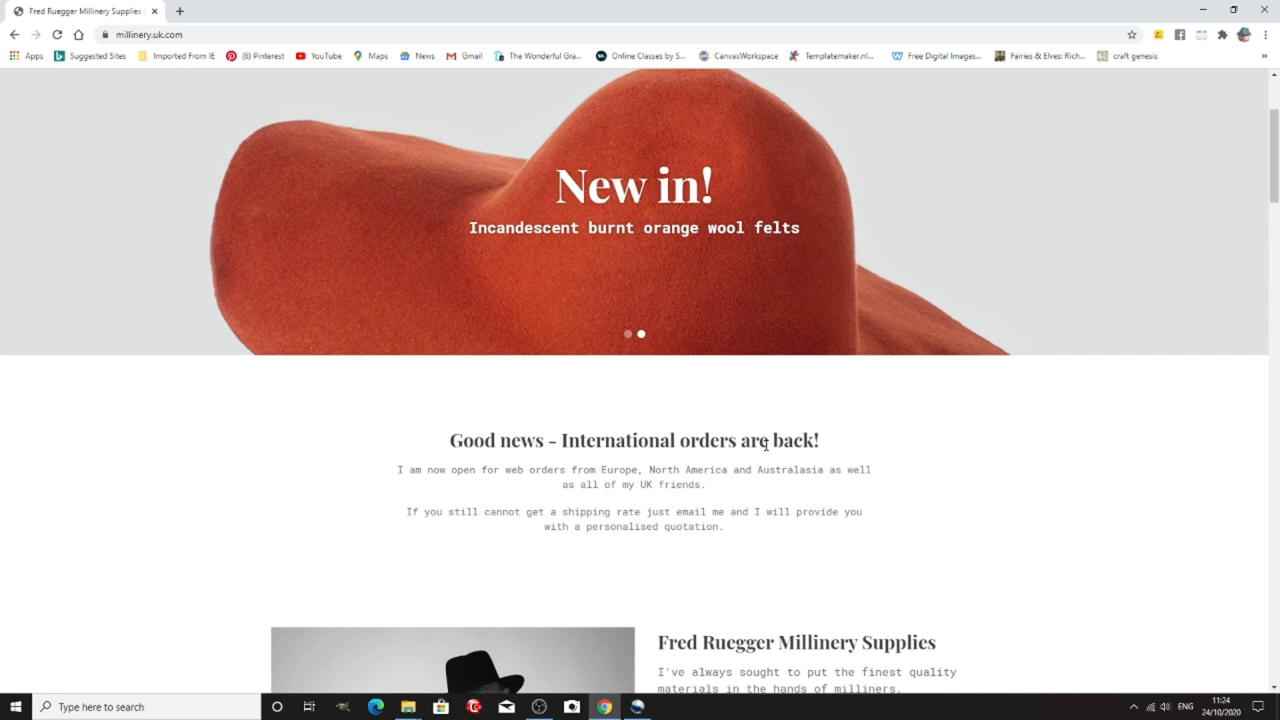 Fred Ruegger Millinery Supplies
millinery.uk.com
Apps Suggested Sites Imported From IE (6) Pinterest YouTube Maps News Gmail The Wonderful Gra... Online Classes by S... CanvasWorkspace Templatemaker.nl... Free Digital Images... Fairies & Elves: Rich... craft genesis »
New in!
Incandescent burnt orange wool felts
Good news - International orders are back!
I am now open for web orders from Europe, North America and Australasia as well
as all of my UK friends.
If you still cannot get a shipping rate just email me and I will provide you
with a personalised quotation.
Fred Ruegger Millinery Supplies
I've always sought to put the finest quality
materials in the hands of milliners.
Type here to search
ENG
11:24
24/10/2020